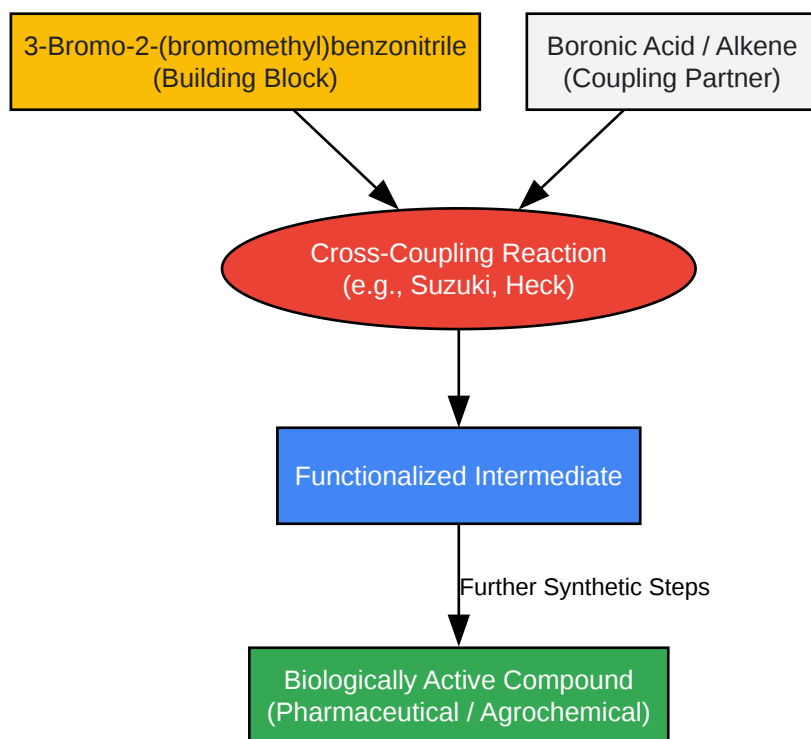 3-Bromo-2-(bromomethyl)benzonitrile
(Building Block)
Boronic Acid / Alkene
(Coupling Partner)
Cross-Coupling Reaction
(e.g., Suzuki, Heck)
Functionalized Intermediate
Further Synthetic Steps
Biologically Active Compound
(Pharmaceutical / Agrochemical)